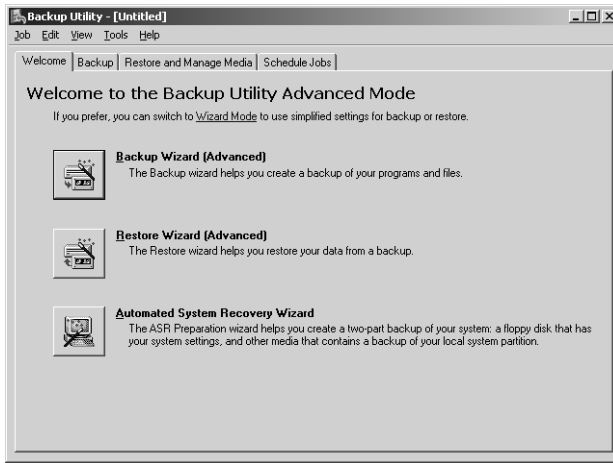 Backup Utility - [Untitled]
Job Edit View Tools Help
Welcome Backup Restore and Manage Media Schedule Jobs
Welcome to the Backup Utility Advanced Mode
If you prefer, you can switch to Wizard Mode to use simplified settings for backup or restore.
Backup Wizard (Advanced)
The Backup wizard helps you create a backup of your programs and files.
Restore Wizard (Advanced)
The Restore wizard helps you restore your data from a backup.
Automated System Recovery Wizard
The ASR Preparation wizard helps you create a two-part backup of your system: a floppy disk that has
your system settings, and other media that contains a backup of your local system partition.